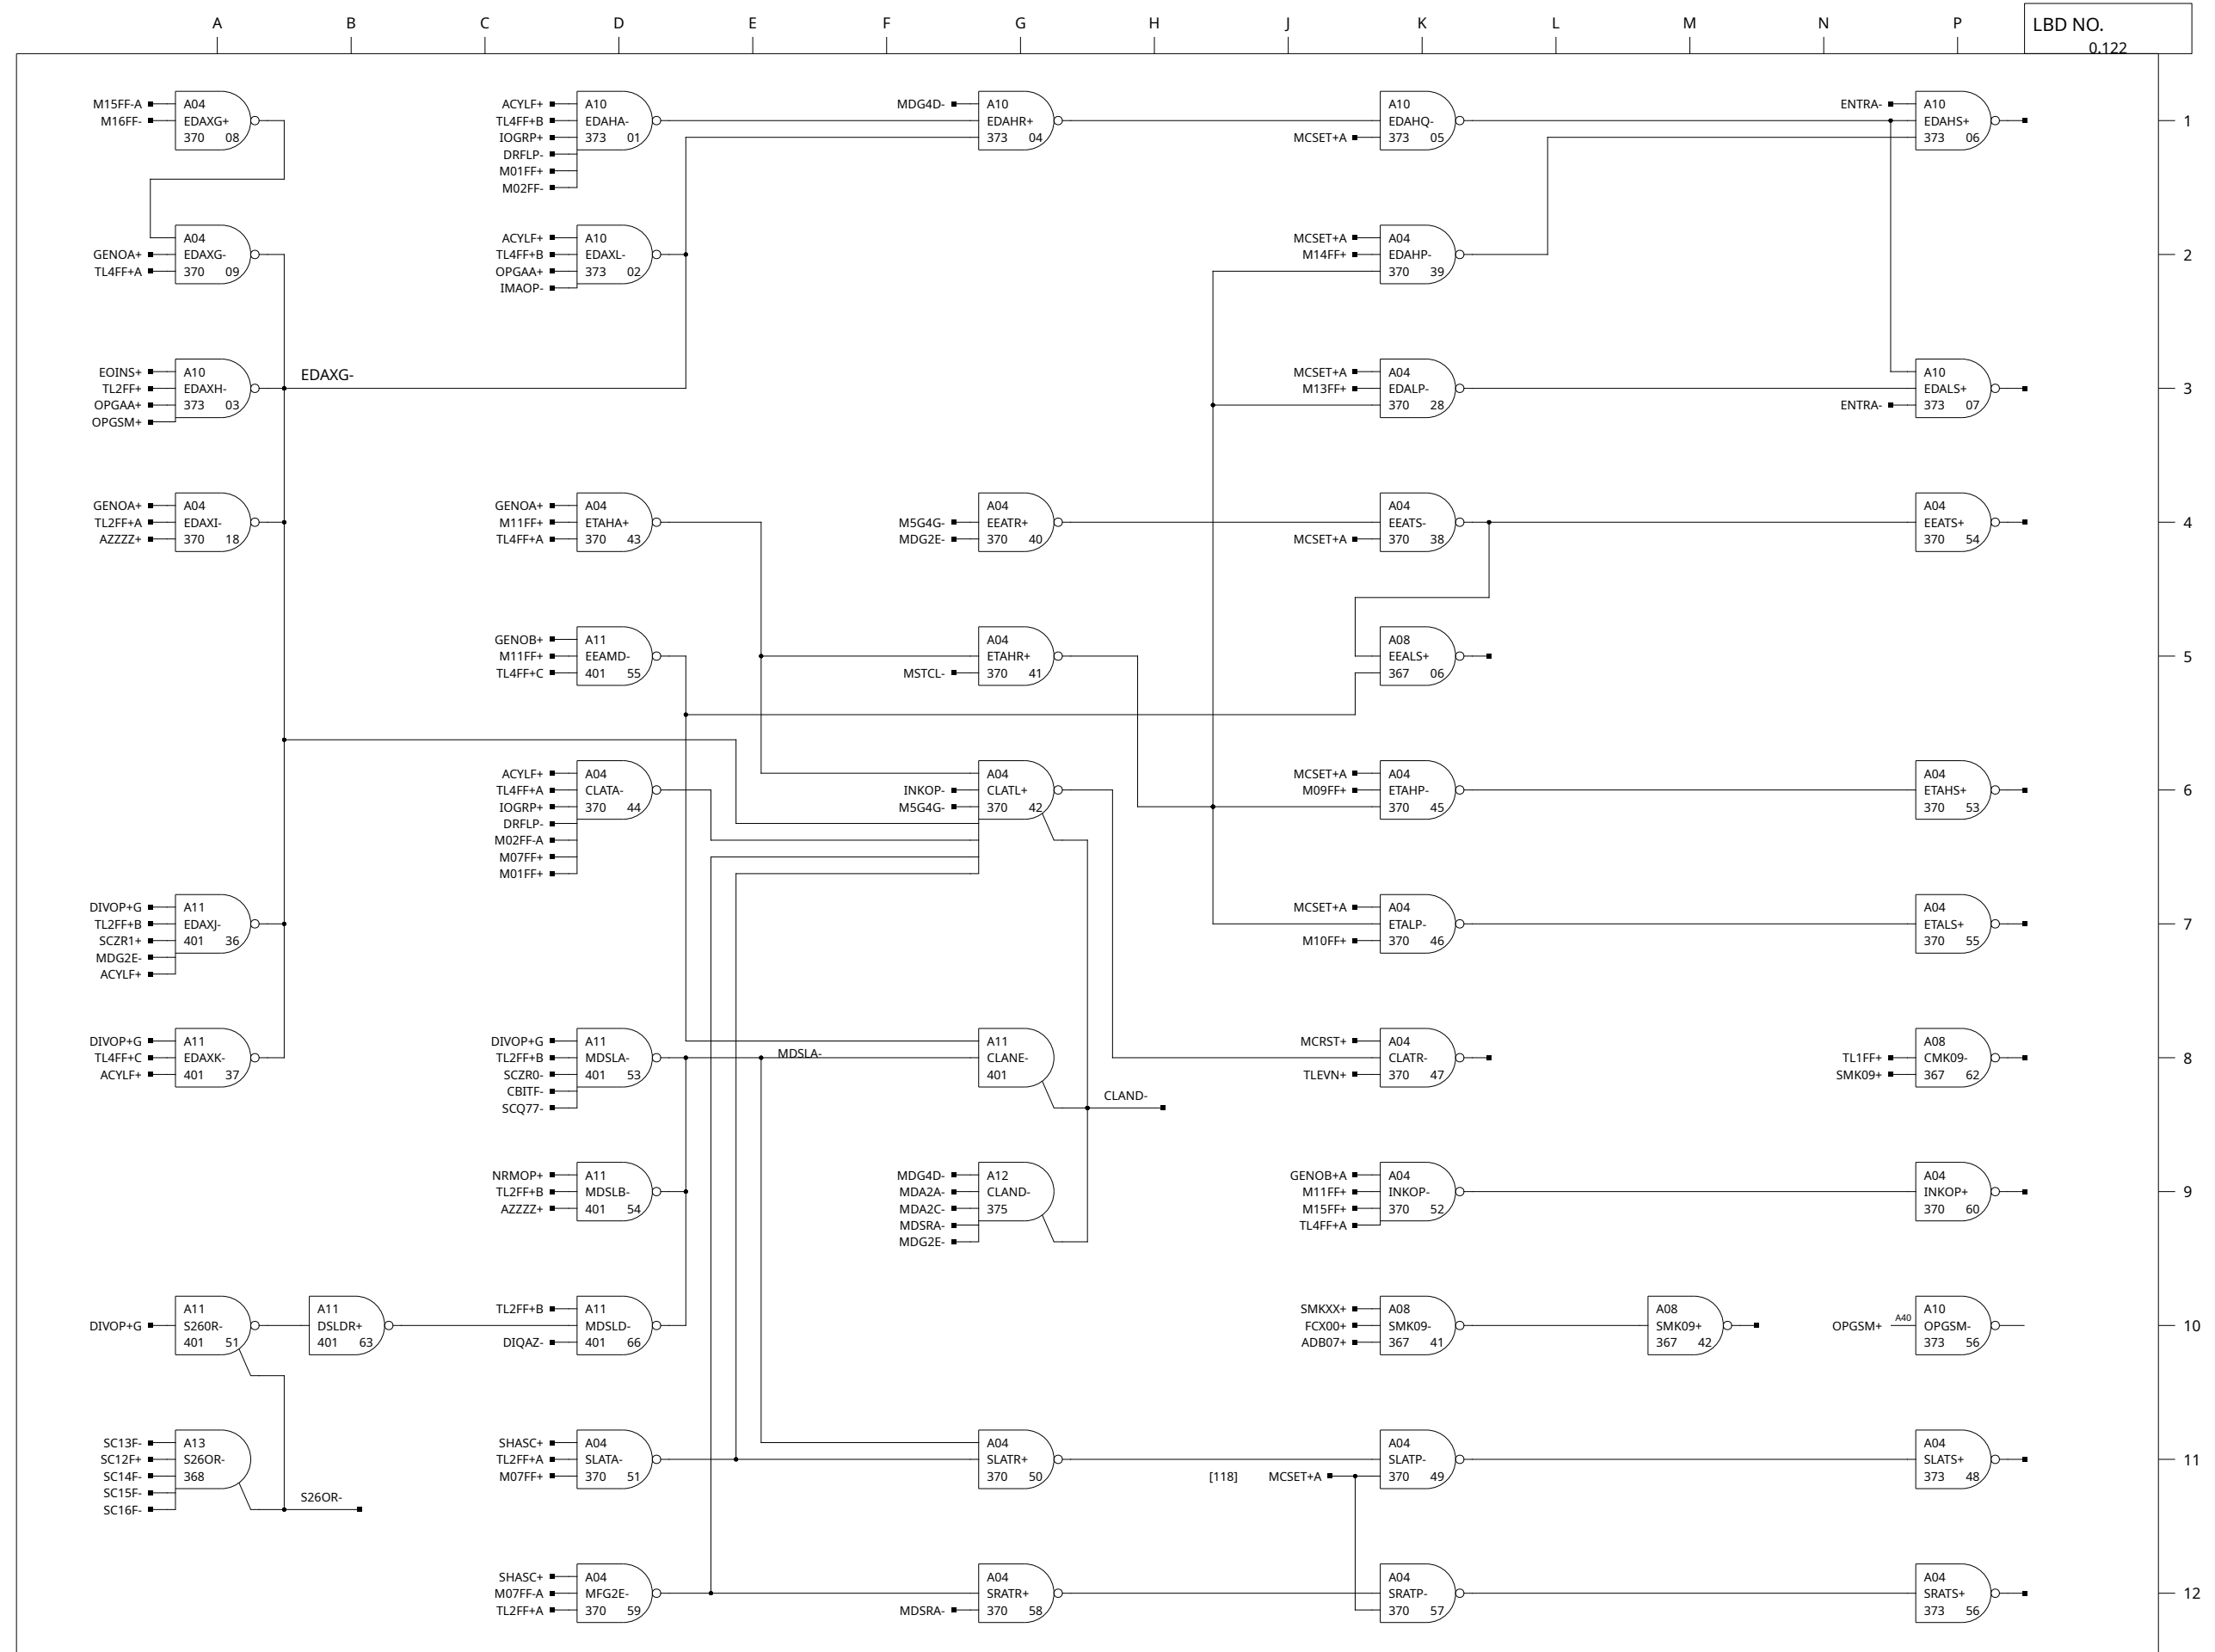 A B C D E F G H J K L M N P
LBD NO.
0.122
M15FF-A
M16FF-
A04
EDAXG+
370 08
ACYLF+
TL4FF+B
IOGRP+
DRFLP-
M01FF+
M02FF-
A10
EDAHA-
373 01
MDG4D-
A10
EDAHR+
373 04
MCSET+A
A10
EDAHQ-
373 05
ENTRA-
A10
EDAHS+
373 06
1
GENOA+
TL4FF+A
A04
EDAXG-
370 09
ACYLF+
TL4FF+B
OPGAA+
IMAOP-
A10
EDAXL-
373 02
MCSET+A
M14FF+
A04
EDAHP-
370 39
2
EOINS+
TL2FF+
OPGAA+
OPGSM+
A10
EDAXH-
373 03
EDAXG-
MCSET+A
M13FF+
A04
EDALP-
370 28
ENTRA-
A10
EDALS+
373 07
3
GENOA+
TL2FF+A
AZZZZ+
A04
EDAXI-
370 18
GENOA+
M11FF+
TL4FF+A
A04
ETAHA+
370 43
M5G4G-
MDG2E-
A04
EEATR+
370 40
MCSET+A
A04
EEATS-
370 38
A04
EEATS+
370 54
4
GENOB+
M11FF+
TL4FF+C
A11
EEAMD-
401 55
MSTCL-
A04
ETAHR+
370 41
A08
EEALS+
367 06
5
ACYLF+
TL4FF+A
IOGRP+
DRFLP-
M02FF-A
M07FF+
M01FF+
A04
CLATA-
370 44
INKOP-
M5G4G-
A04
CLATL+
370 42
MCSET+A
M09FF+
A04
ETAHP-
370 45
A04
ETAHS+
370 53
6
DIVOP+G
TL2FF+B
SCZR1+
MDG2E-
ACYLF+
A11
EDAXJ-
401 36
MCSET+A
M10FF+
A04
ETALP-
370 46
A04
ETALS+
370 55
7
DIVOP+G
TL4FF+C
ACYLF+
A11
EDAXK-
401 37
DIVOP+G
TL2FF+B
SCZR0-
CBITF-
SCQ77-
A11
MDSLA-
401 53
MDSLA-
A11
CLANE-
401
CLAND-
MCRST+
TLEVN+
A04
CLATR-
370 47
TL1FF+
SMK09+
A08
CMK09-
367 62
8
NRMOP+
TL2FF+B
AZZZZ+
A11
MDSLB-
401 54
MDG4D-
MDA2A-
MDA2C-
MDSRA-
MDG2E-
A12
CLAND-
375
GENOB+A
M11FF+
M15FF+
TL4FF+A
A04
INKOP-
370 52
A04
INKOP+
370 60
9
DIVOP+G
A11
S260R-
401 51
A11
DSLDR+
401 63
TL2FF+B
DIQAZ-
A11
MDSLD-
401 66
SMKXX+
FCX00+
ADB07+
A08
SMK09-
367 41
A08
SMK09+
367 42
OPGSM+
A40
A10
OPGSM-
373 56
10
SC13F-
SC12F+
SC14F-
SC15F-
SC16F-
A13
S26OR-
368
S26OR-
SHASC+
TL2FF+A
M07FF+
A04
SLATA-
370 51
A04
SLATR+
370 50
[118] MCSET+A
A04
SLATP-
370 49
A04
SLATS+
373 48
11
SHASC+
M07FF-A
TL2FF+A
A04
MFG2E-
370 59
MDSRA-
A04
SRATR+
370 58
A04
SRATP-
370 57
A04
SRATS+
373 56
12